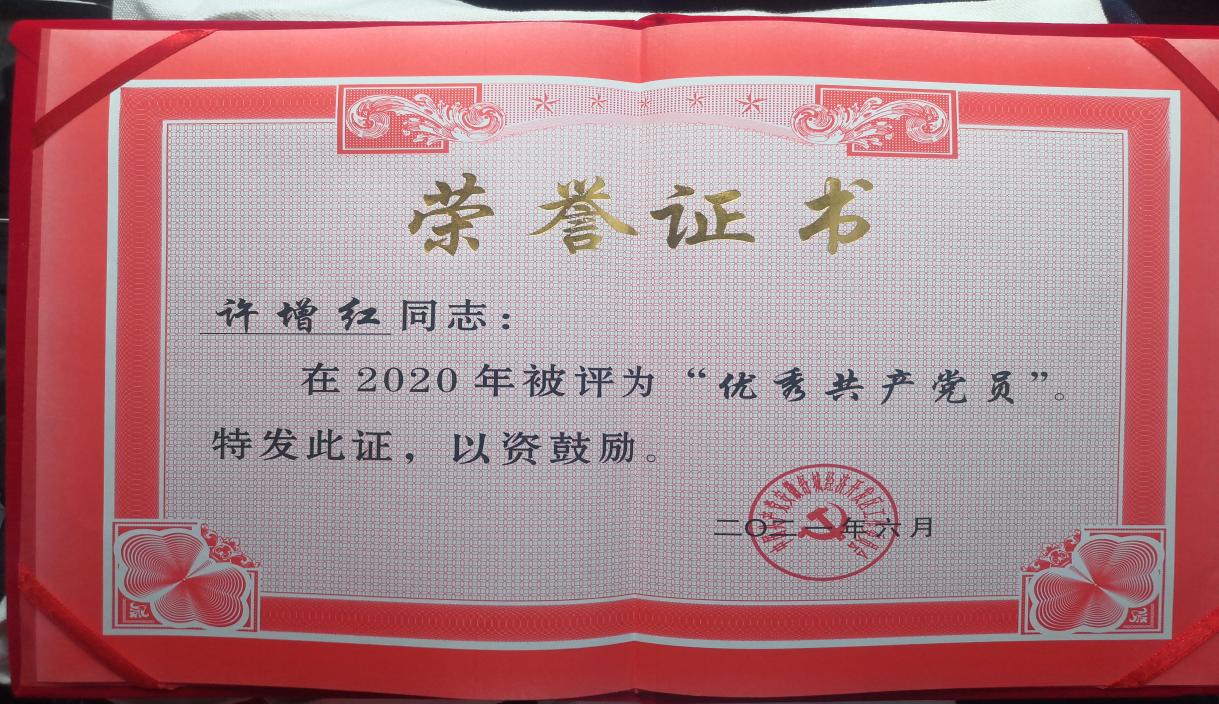 荣誉证书
许增红同志：
在2020年被评为“优秀共产党员”。
特发此证，以资鼓励。
二〇二一年六月